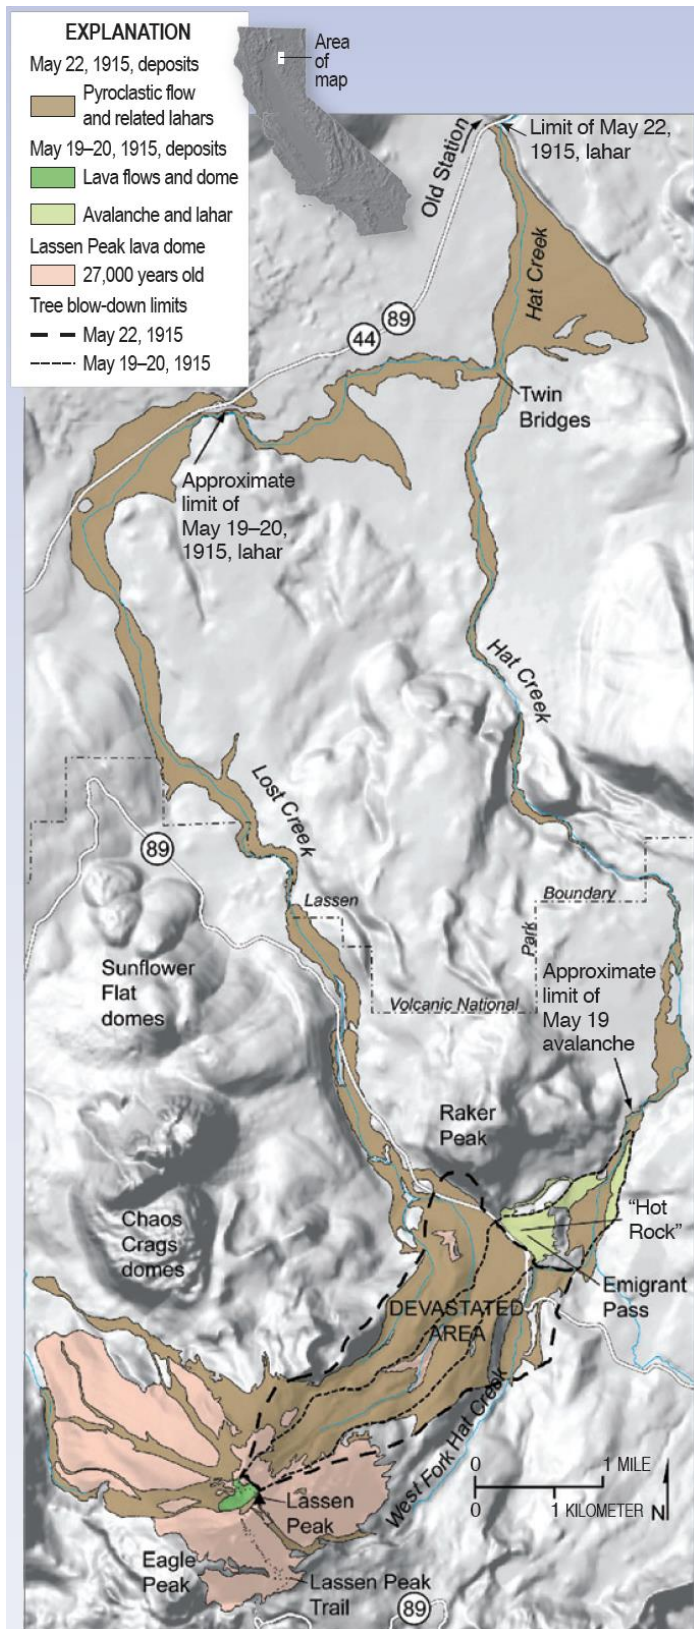 EXPLANATION
May 22, 1915, deposits
Pyroclastic flow
and related lahars
May 19–20, 1915, deposits
Lava flows and dome
Avalanche and lahar
Lassen Peak lava dome
27,000 years old
Tree blow-down limits
May 22, 1915
May 19–20, 1915
Area
of
map
Old Station
Limit of May 22,
1915, lahar
Hat Creek
89
44
Twin
Bridges
Approximate
limit of
May 19–20,
1915, lahar
Hat Creek
Lost Creek
89
Lassen
Boundary
Park
Volcanic National
Sunflower
Flat
domes
Approximate
limit of
May 19
avalanche
Raker
Peak
Chaos
Crags
domes
"Hot
Rock"
Emigrant
Pass
DEVASTATED
AREA
West Fork Hat Creek
1 MILE
0
0
1 KILOMETER
N
Lassen
Peak
Eagle
Peak
Lassen Peak
Trail
89